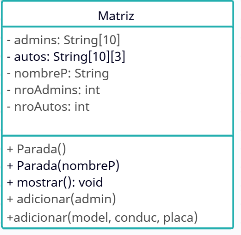 Matriz
- admins: String[10]
- autos: String[10][3]
- nombreP: String
- nroAdmins: int
- nroAutos: int
+ Parada()
+ Parada(nombreP)
+ mostrar(): void
+ adicionar(admin)
+adicionar(model, conduc, placa)